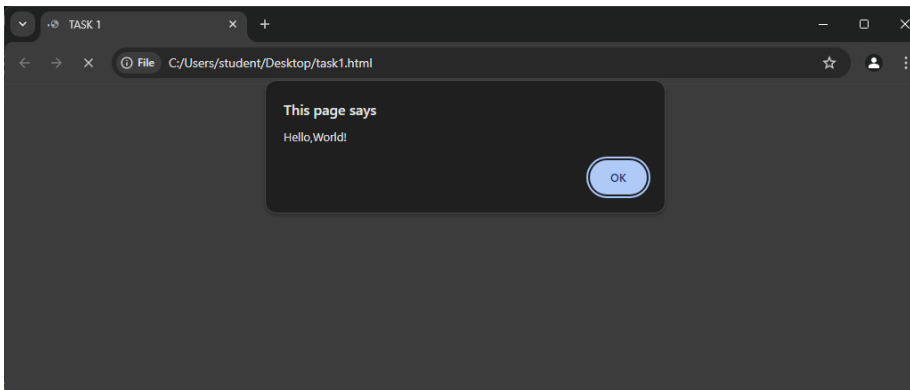 TASK 1
File C:/Users/student/Desktop/task1.html
This page says
Hello,World!
OK